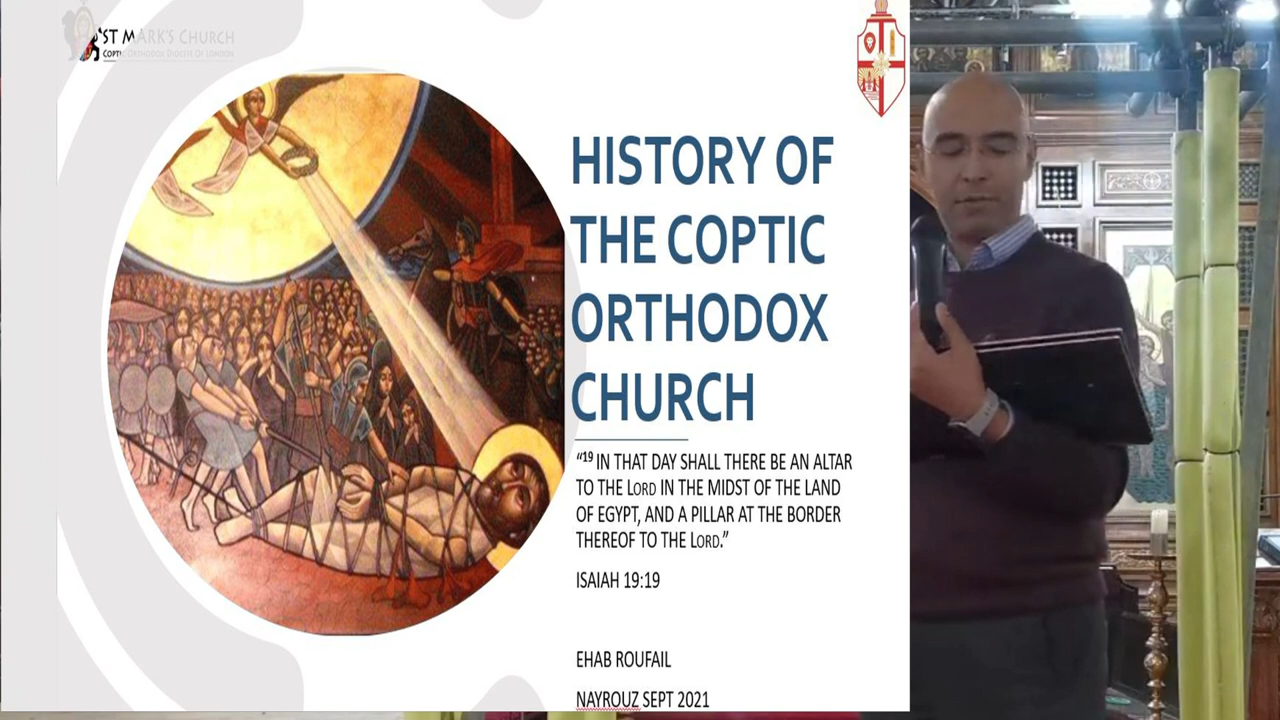 ST MARK'S CHURCH
COPTIC ORTHODOX DIOCESE OF LONDON
HISTORY OF
THE COPTIC
ORTHODOX
CHURCH
“19 IN THAT DAY SHALL THERE BE AN ALTAR
TO THE LORD IN THE MIDST OF THE LAND
OF EGYPT, AND A PILLAR AT THE BORDER
THEREOF TO THE LORD.”
ISAIAH 19:19
EHAB ROUFAIL
NAYROUZ SEPT 2021